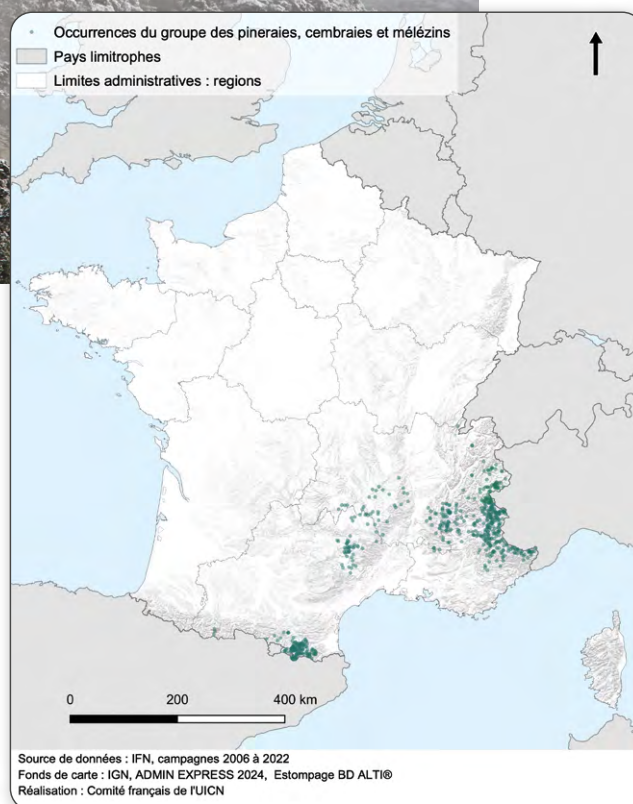 Occurrences du groupe des pineraies, cembraies et mélézins
Pays limitrophes
Limites administratives : regions
0 200 400 km
Source de données : IFN, campagnes 2006 à 2022
Fonds de carte : IGN, ADMIN EXPRESS 2024, Estompage BD ALTI®
Réalisation : Comité français de l'UICN